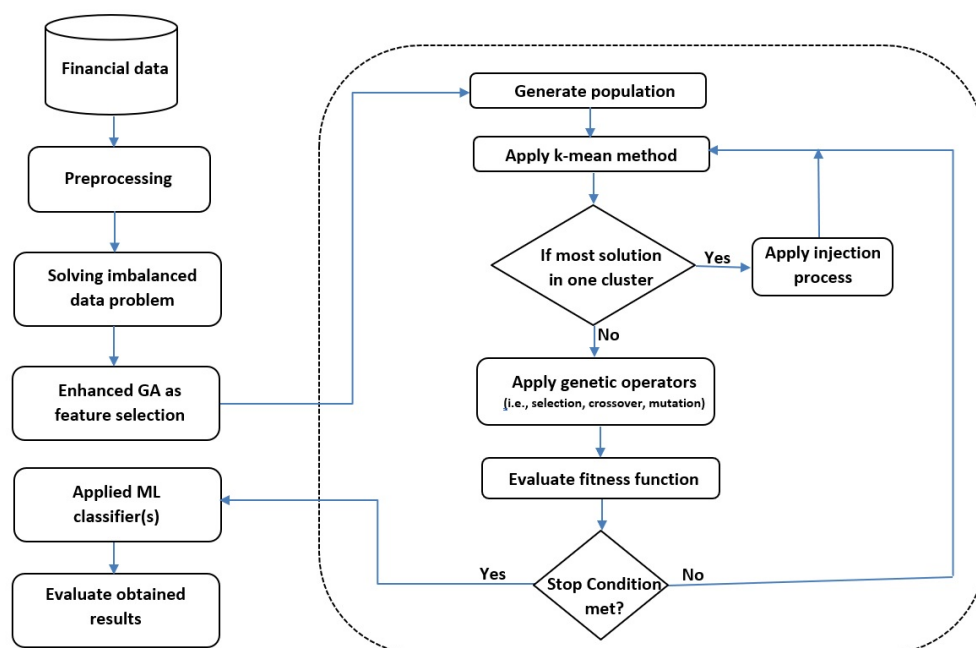 Financial data
Preprocessing
Solving imbalanced
data problem
Enhanced GA as
feature selection
Applied ML
classifier(s)
Evaluate obtained
results
Generate population
Apply k-mean method
If most solution
in one cluster
Yes
Apply injection
process
No
Apply genetic operators
(i.e., selection, crossover, mutation)
Evaluate fitness function
Stop Condition
met?
Yes
No